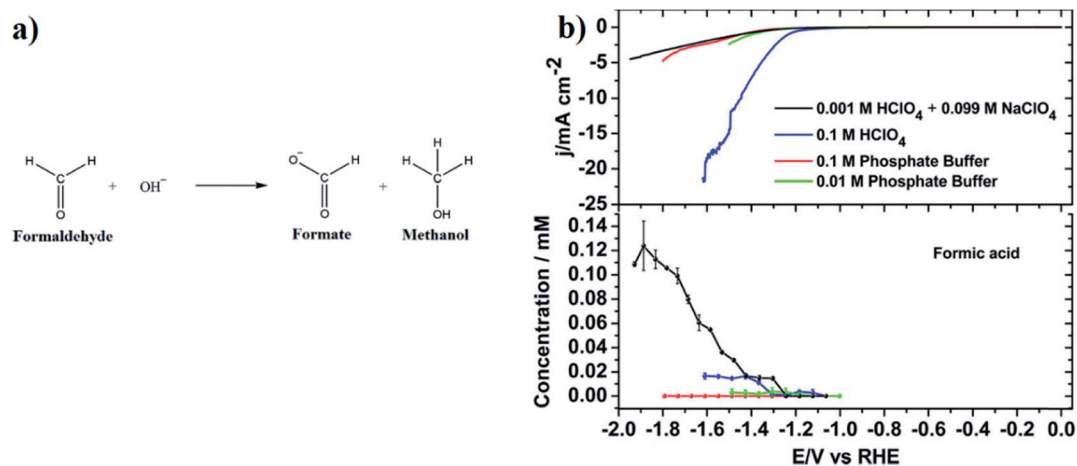 a)
H
H
C
O
Formaldehyde
+
OH⁻
O⁻
H
C
O
Formate
+
H
H
H
C
OH
Methanol
b)
j/mA cm⁻²
0
-5
-10
-15
-20
-25
0.001 M HClO₄ + 0.099 M NaClO₄
0.1 M HClO₄
0.1 M Phosphate Buffer
0.01 M Phosphate Buffer
Concentration / mM
0.14
0.12
0.10
0.08
0.06
0.04
0.02
0.00
Formic acid
-2.0 -1.8 -1.6 -1.4 -1.2 -1.0 -0.8 -0.6 -0.4 -0.2 0.0
E/V vs RHE